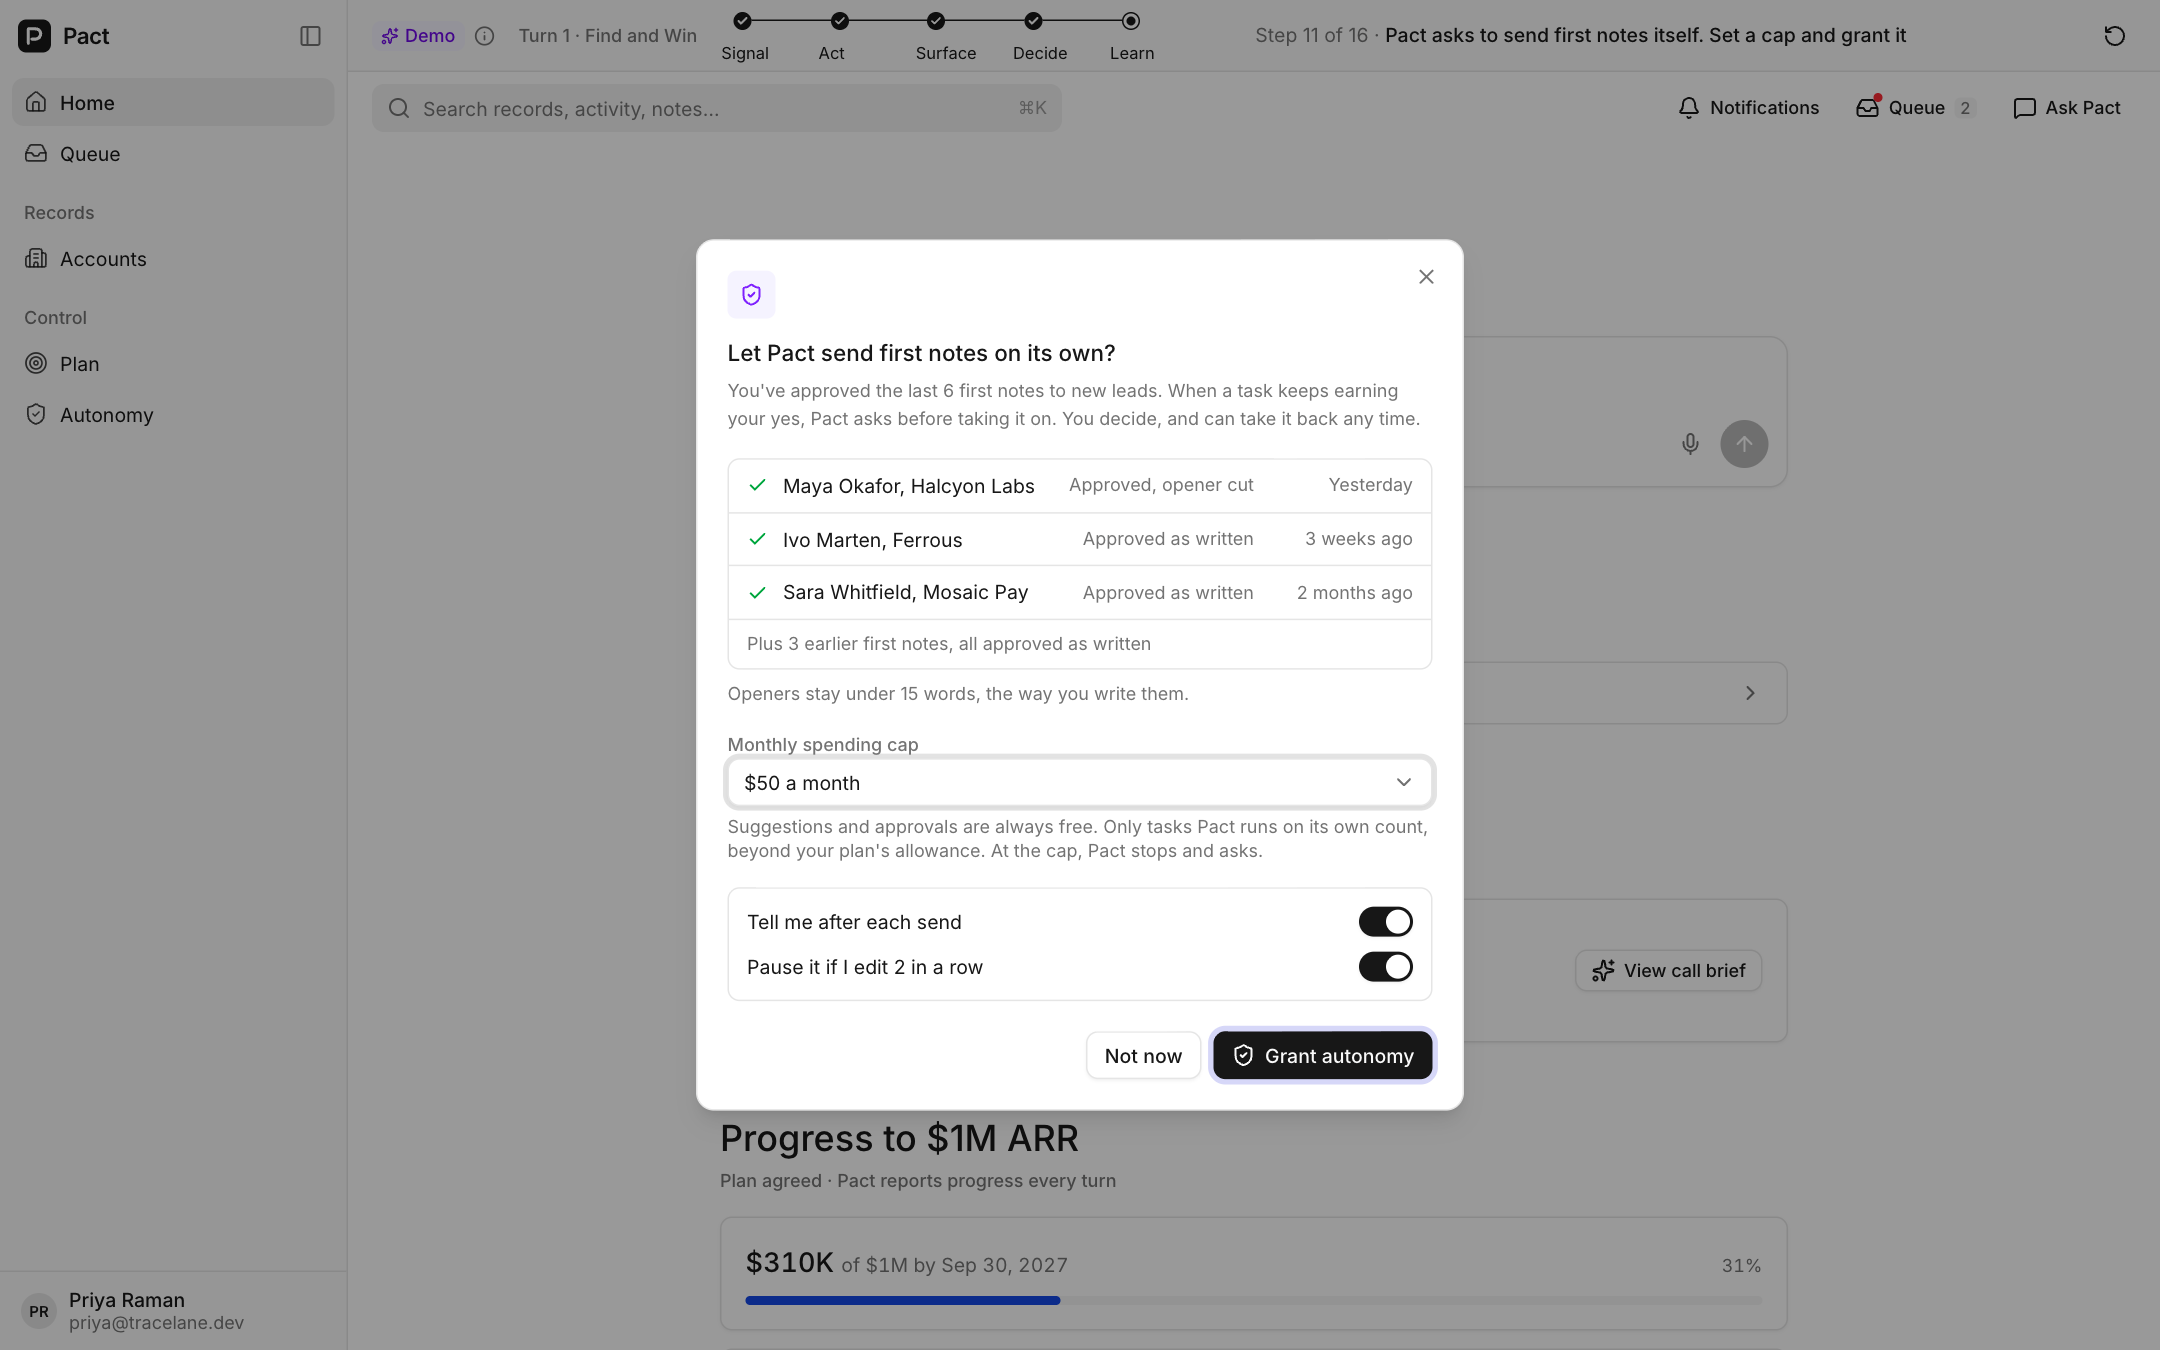 Pact
Home
Queue
Records
Accounts
Control
Plan
Autonomy
PR
Priya Raman
priya@tracelane.dev
Demo
Turn 1 · Find and Win
Signal
Act
Surface
Decide
Learn
Step 11 of 16 · Pact asks to send first notes itself. Set a cap and grant it
Search records, activity, notes...
⌘K
Notifications
Queue 2
Ask Pact
Let Pact send first notes on its own?
You've approved the last 6 first notes to new leads. When a task keeps earning
your yes, Pact asks before taking it on. You decide, and can take it back any time.
Maya Okafor, Halcyon Labs Approved, opener cut Yesterday
Ivo Marten, Ferrous Approved as written 3 weeks ago
Sara Whitfield, Mosaic Pay Approved as written 2 months ago
Plus 3 earlier first notes, all approved as written
Openers stay under 15 words, the way you write them.
Monthly spending cap
$50 a month
Suggestions and approvals are always free. Only tasks Pact runs on its own count,
beyond your plan's allowance. At the cap, Pact stops and asks.
Tell me after each send
Pause it if I edit 2 in a row
Not now
Grant autonomy
View call brief
Progress to $1M ARR
Plan agreed · Pact reports progress every turn
$310K of $1M by Sep 30, 2027
31%